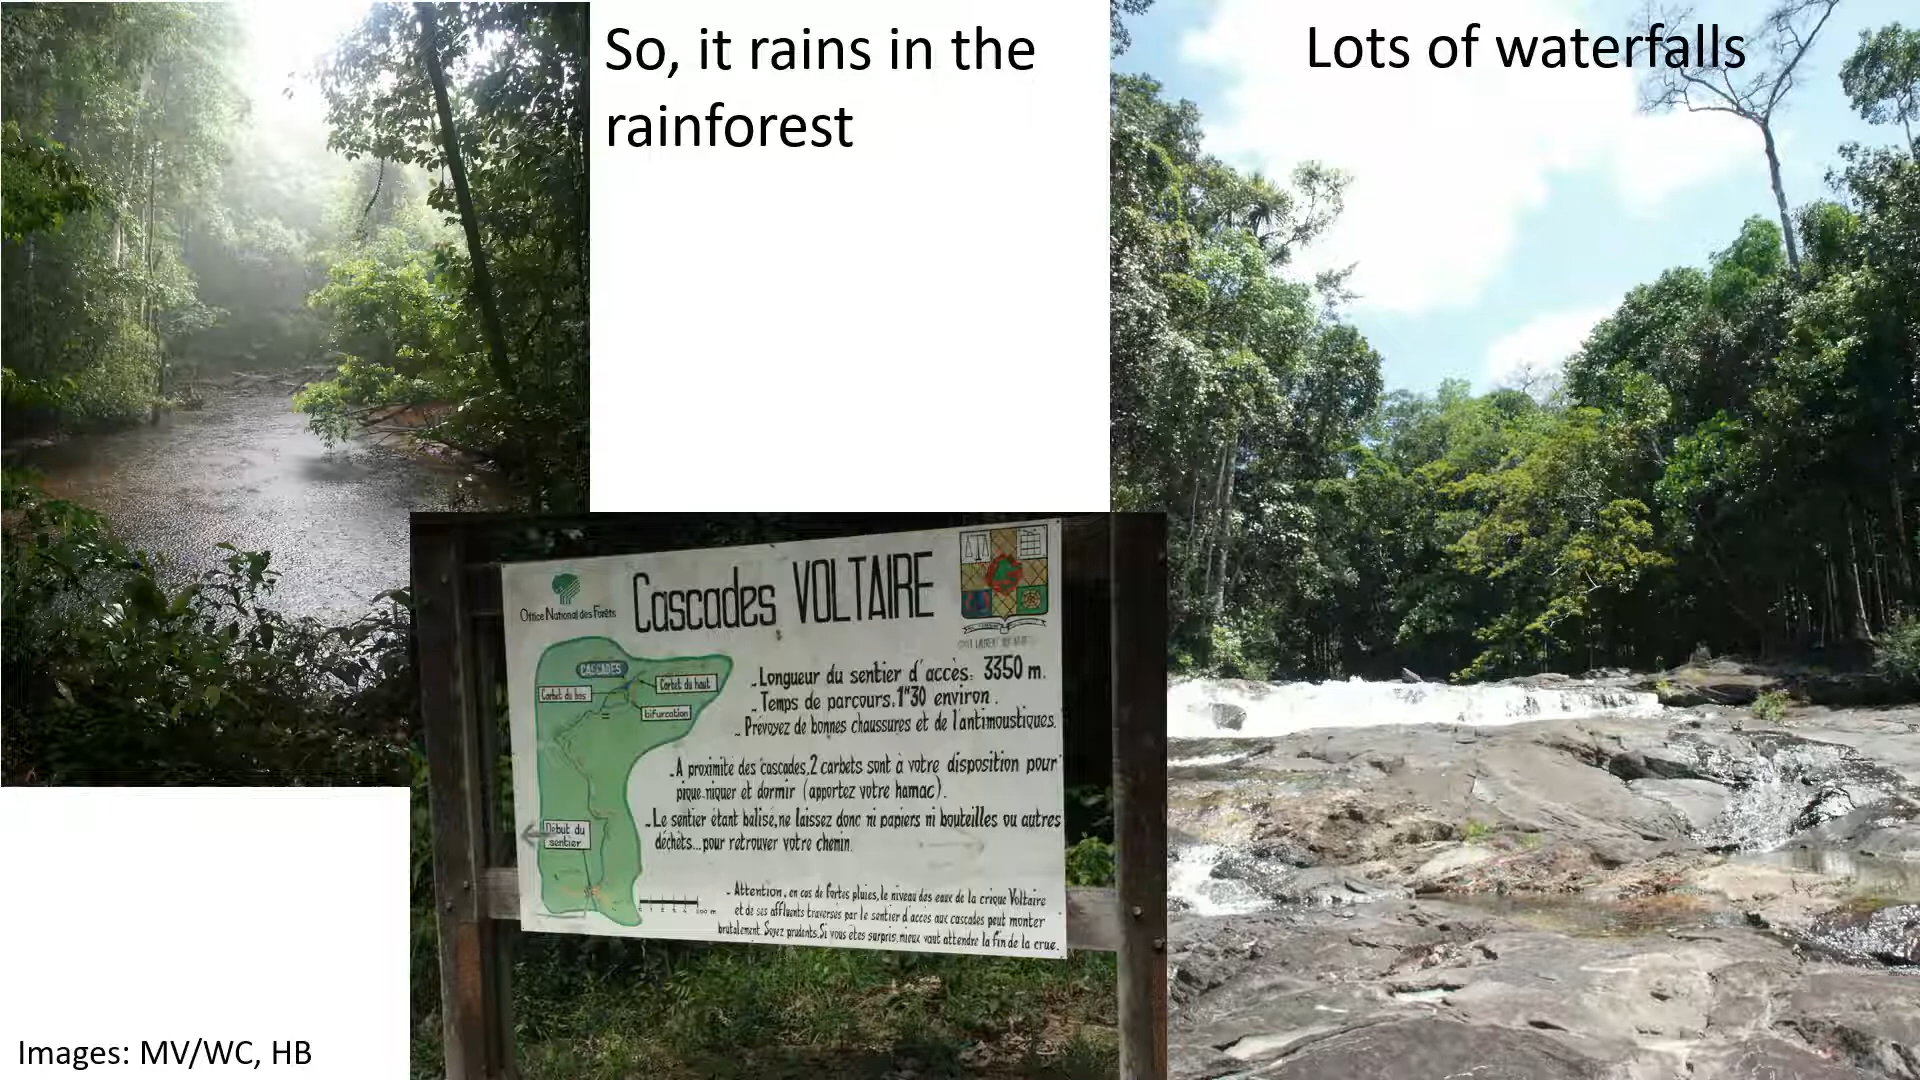 So, it rains in the
rainforest
Lots of waterfalls
Office National des Forêts
Cascades VOLTAIRE
CASCADES
Carbet du bas
Carbet du haut
bifurcation
Début du
sentier
- Longueur du sentier d'accès: 3350 m.
- Temps de parcours: 1"30 environ.
- Prévoyez de bonnes chaussures et de l'antimoustiques.
- A proximité des cascades, 2 carbets sont à votre disposition pour
pique.niquer et dormir (apportez votre hamac).
- Le sentier étant balisé, ne laissez donc ni papiers ni bouteilles ou autres
déchets... pour retrouver votre chemin.
- Attention, en cas de fortes pluies, le niveau des eaux de la crique Voltaire
et de ses affluents traversés par le sentier d'accès aux cascades peut monter
brutalement. Soyez prudents. Si vous êtes surpris, mieux vaut attendre la fin de la crue.
Images: MV/WC, HB